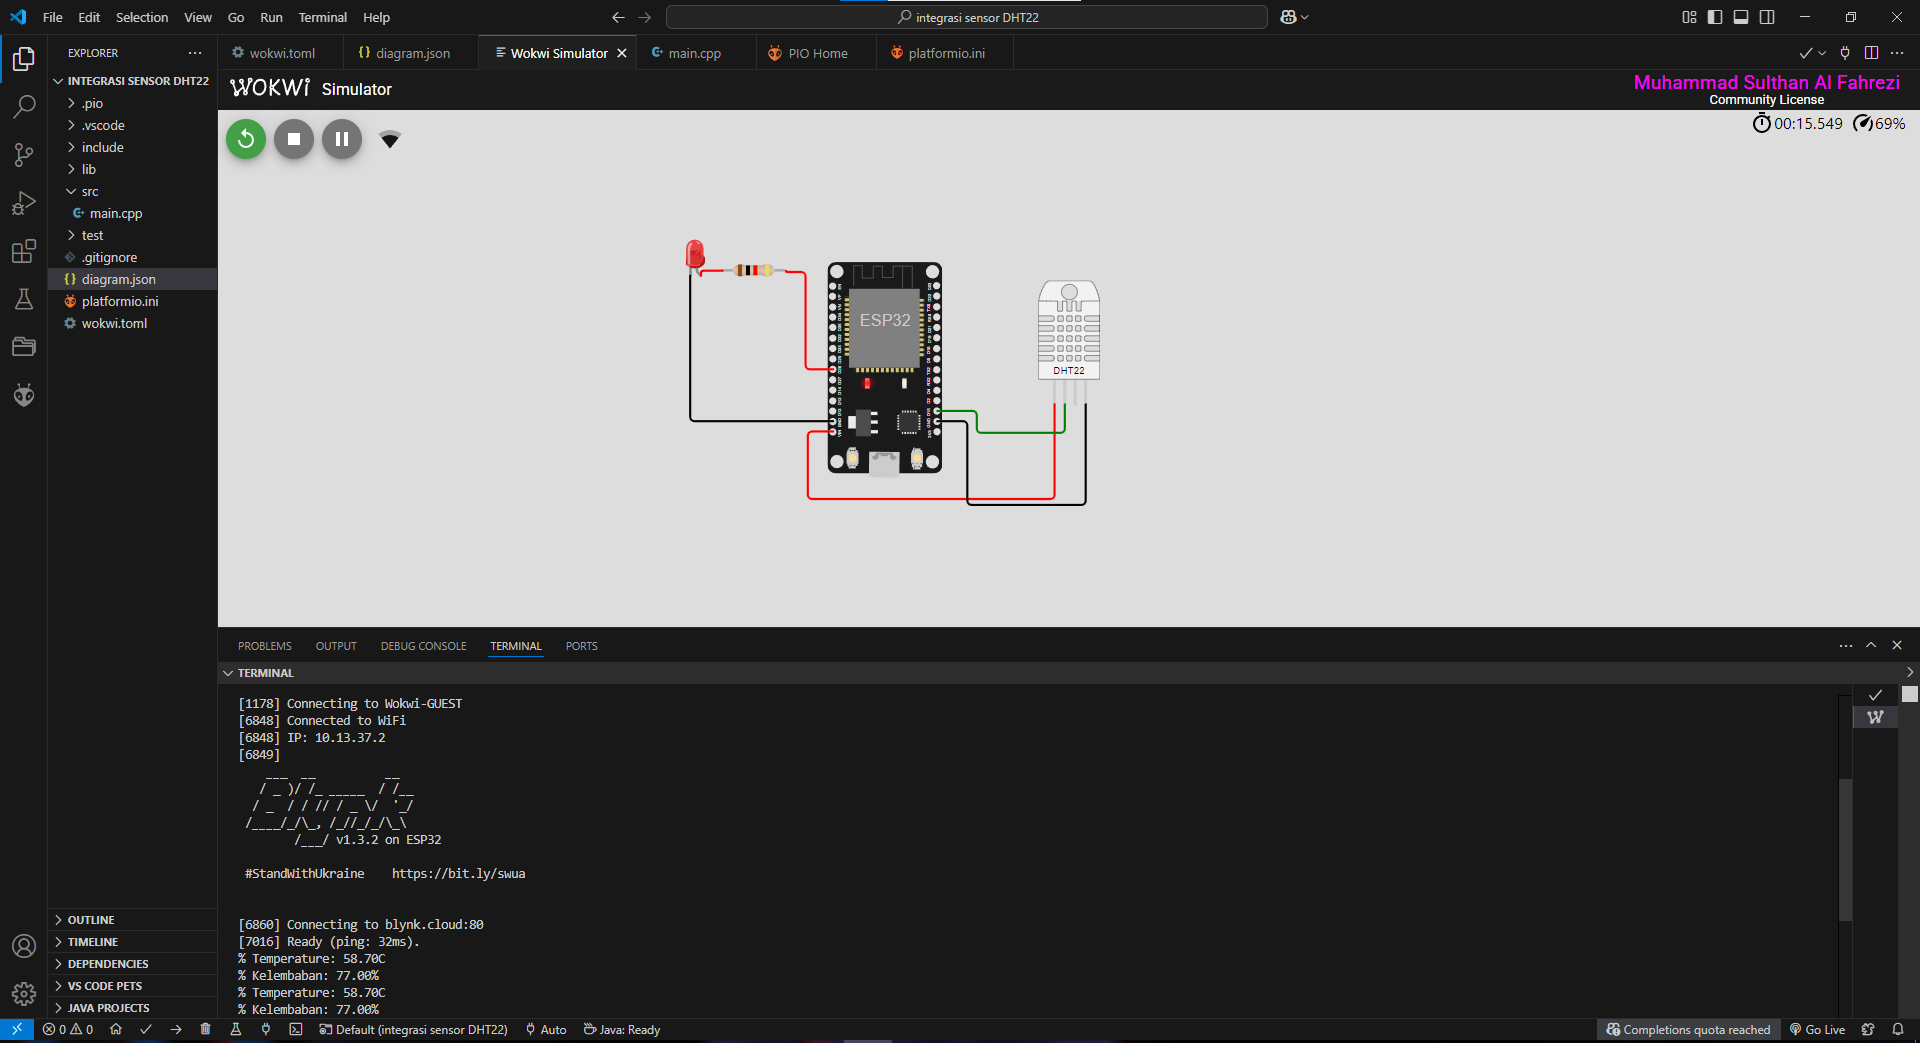 File Edit Selection View Go Run Terminal Help
integrasi sensor DHT22
EXPLORER
INTEGRASI SENSOR DHT22
.pio
.vscode
include
lib
src
main.cpp
test
.gitignore
diagram.json
platformio.ini
wokwi.toml
OUTLINE
TIMELINE
DEPENDENCIES
VS CODE PETS
JAVA PROJECTS
wokwi.toml diagram.json Wokwi Simulator main.cpp PIO Home platformio.ini
WOKWI Simulator
Muhammad Sulthan Al Fahrezi
Community License
00:15.549 69%
ESP32
DHT22
PROBLEMS OUTPUT DEBUG CONSOLE TERMINAL PORTS
TERMINAL
[1178] Connecting to Wokwi-GUEST
[6848] Connected to WiFi
[6848] IP: 10.13.37.2
[6849]
Blynk
v1.3.2 on ESP32
#StandWithUkraine https://bit.ly/swua
[6860] Connecting to blynk.cloud:80
[7016] Ready (ping: 32ms).
% Temperature: 58.70C
% Kelembaban: 77.00%
% Temperature: 58.70C
% Kelembaban: 77.00%
0 0 Default (integrasi sensor DHT22) Auto Java: Ready Completions quota reached Go Live